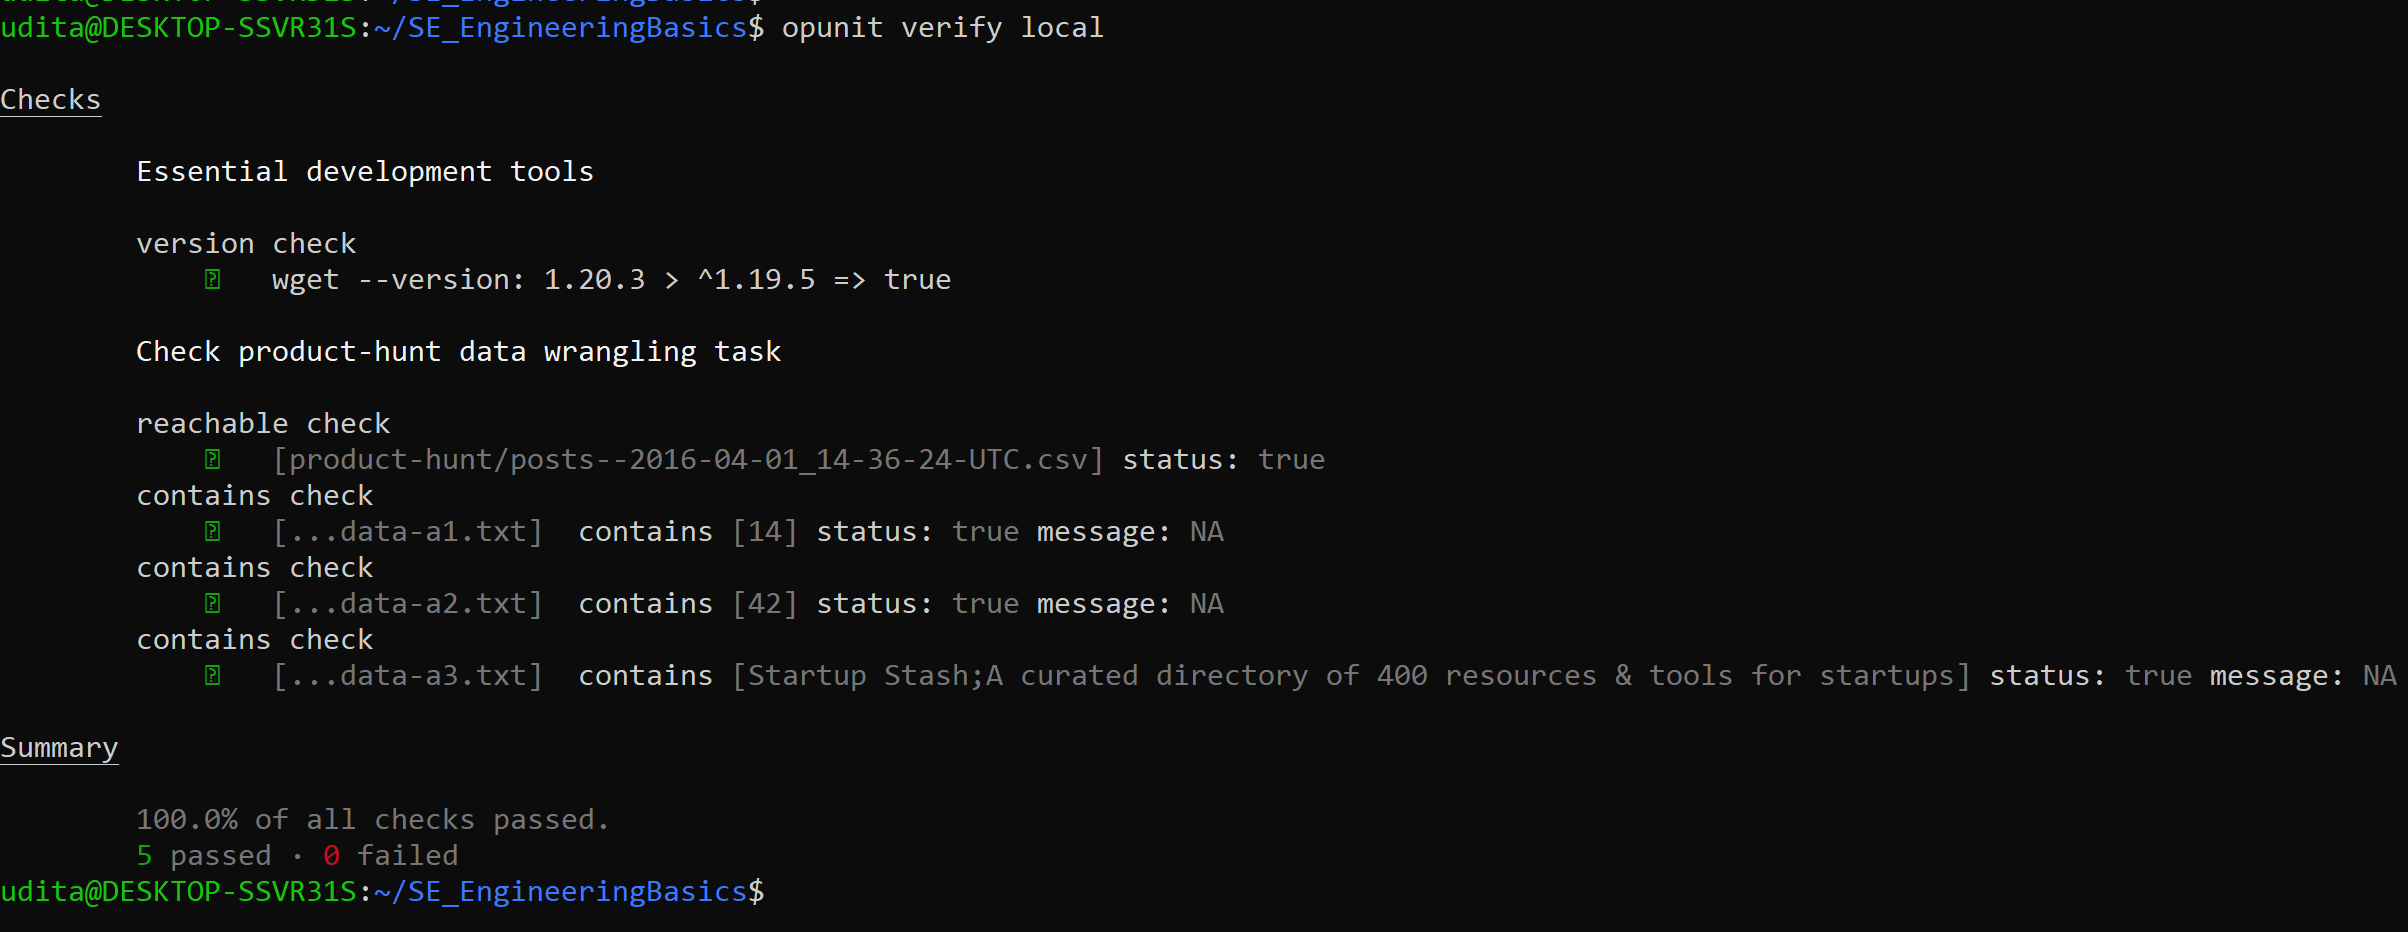 udita@DESKTOP-SSVR31S:~/SE_EngineeringBasics$
udita@DESKTOP-SSVR31S:~/SE_EngineeringBasics$ opunit verify local
Checks
Essential development tools
version check
wget --version: 1.20.3 > ^1.19.5 => true
Check product-hunt data wrangling task
reachable check
[product-hunt/posts--2016-04-01_14-36-24-UTC.csv] status: true
contains check
[...data-a1.txt]  contains [14] status: true message: NA
contains check
[...data-a2.txt]  contains [42] status: true message: NA
contains check
[...data-a3.txt]  contains [Startup Stash;A curated directory of 400 resources & tools for startups] status: true message: NA
Summary
100.0% of all checks passed.
5 passed · 0 failed
udita@DESKTOP-SSVR31S:~/SE_EngineeringBasics$